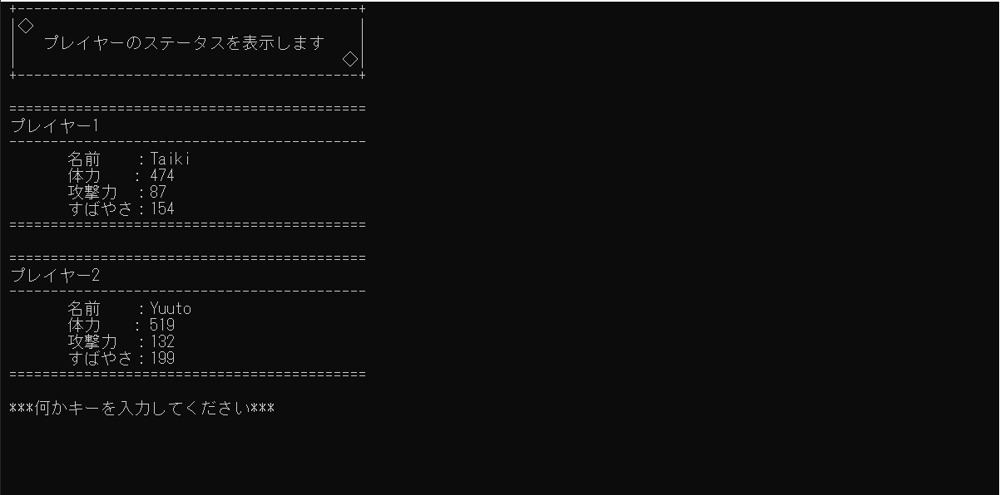 +-----------------------------------------+
|◇                                        |
|   プレイヤーのステータスを表示します    |
|                                       ◇|
+-----------------------------------------+
===========================================
プレイヤー1
-------------------------------------------
名前    :Taiki
体力    : 474
攻撃力  :87
すばやさ:154
===========================================
===========================================
プレイヤー2
-------------------------------------------
名前    :Yuuto
体力    : 519
攻撃力  :132
すばやさ:199
===========================================
***何かキーを入力してください***